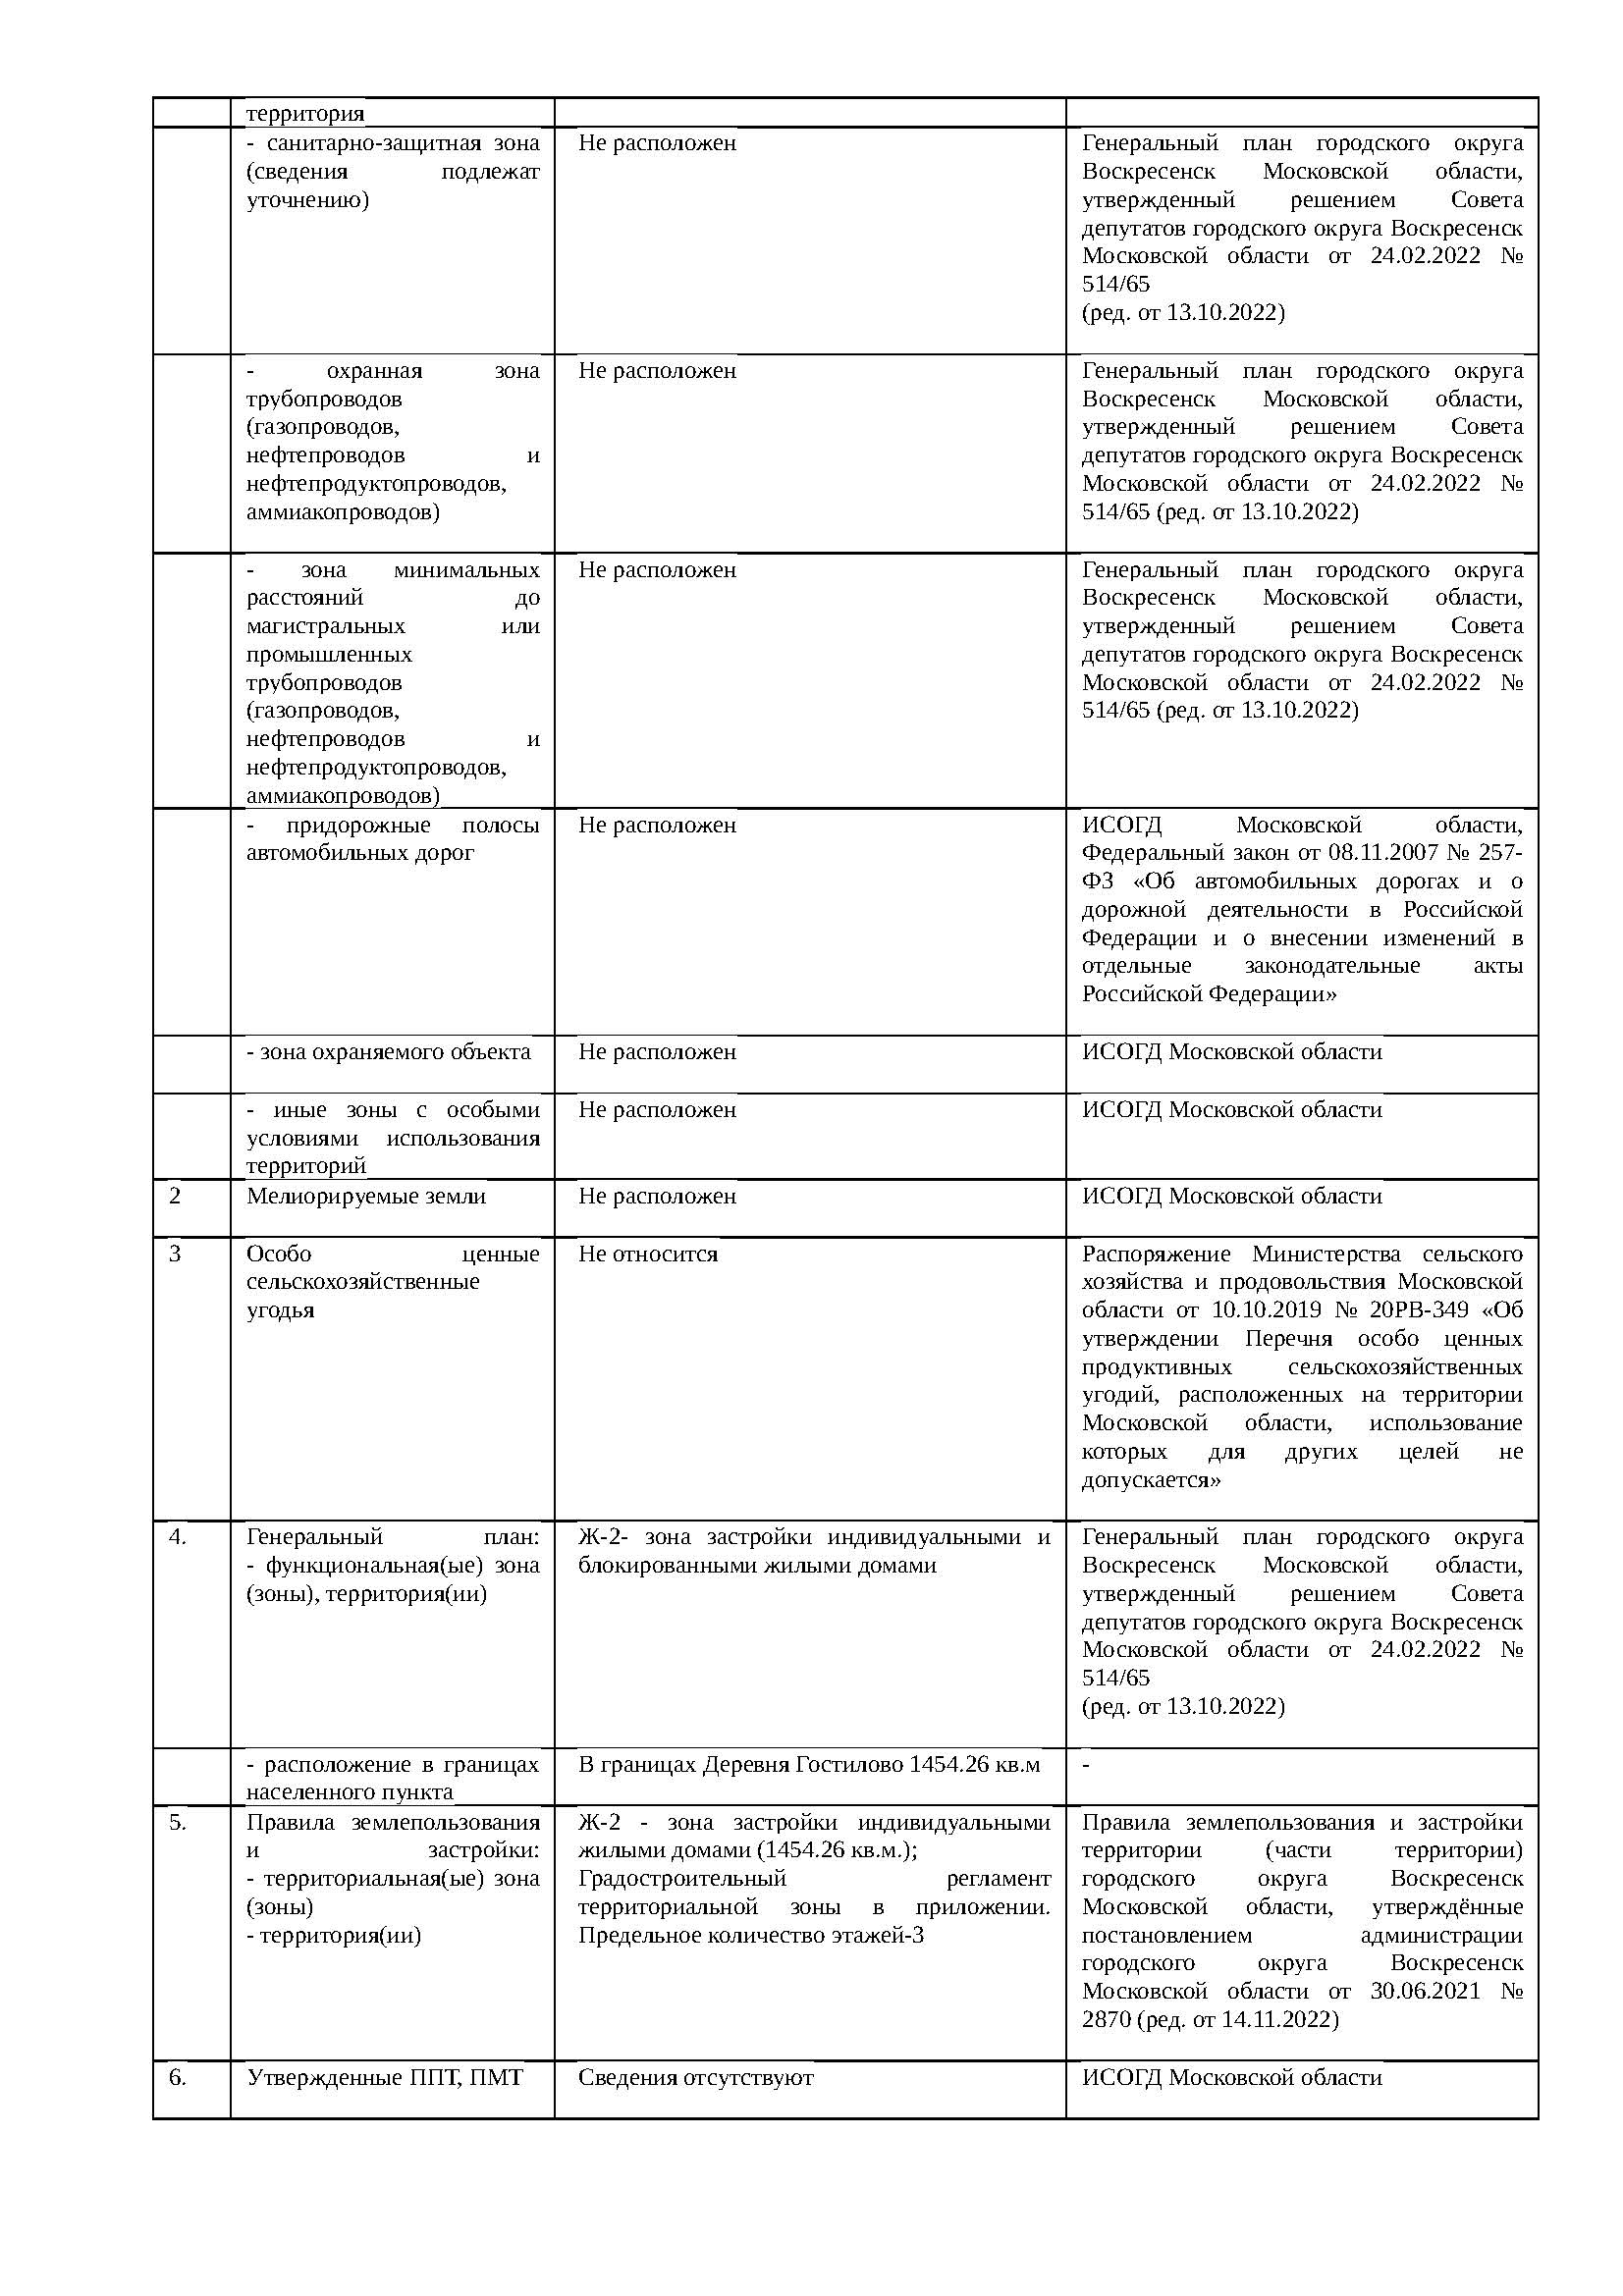 территория
- санитарно-защитная зона
(сведения подлежат
уточнению)
Не расположен
Генеральный план городского округа
Воскресенск Московской области,
утвержденный решением Совета
депутатов городского округа Воскресенск
Московской области от 24.02.2022 №
514/65
(ред. от 13.10.2022)
- охранная зона
трубопроводов
(газопроводов,
нефтепроводов и
нефтепродуктопроводов,
аммиакопроводов)
Не расположен
Генеральный план городского округа
Воскресенск Московской области,
утвержденный решением Совета
депутатов городского округа Воскресенск
Московской области от 24.02.2022 №
514/65 (ред. от 13.10.2022)
- зона минимальных
расстояний до
магистральных или
промышленных
трубопроводов
(газопроводов,
нефтепроводов и
нефтепродуктопроводов,
аммиакопроводов)
Не расположен
Генеральный план городского округа
Воскресенск Московской области,
утвержденный решением Совета
депутатов городского округа Воскресенск
Московской области от 24.02.2022 №
514/65 (ред. от 13.10.2022)
- придорожные полосы
автомобильных дорог
Не расположен
ИСОГД Московской области,
Федеральный закон от 08.11.2007 № 257-
ФЗ «Об автомобильных дорогах и о
дорожной деятельности в Российской
Федерации и о внесении изменений в
отдельные законодательные акты
Российской Федерации»
- зона охраняемого объекта
Не расположен
ИСОГД Московской области
- иные зоны с особыми
условиями использования
территорий
Не расположен
ИСОГД Московской области
2
Мелиорируемые земли
Не расположен
ИСОГД Московской области
3
Особо ценные
сельскохозяйственные
угодья
Не относится
Распоряжение Министерства сельского
хозяйства и продовольствия Московской
области от 10.10.2019 № 20РВ-349 «Об
утверждении Перечня особо ценных
продуктивных сельскохозяйственных
угодий, расположенных на территории
Московской области, использование
которых для других целей не
допускается»
4.
Генеральный план:
- функциональная(ые) зона
(зоны), территория(ии)
Ж-2- зона застройки индивидуальными и
блокированными жилыми домами
Генеральный план городского округа
Воскресенск Московской области,
утвержденный решением Совета
депутатов городского округа Воскресенск
Московской области от 24.02.2022 №
514/65
(ред. от 13.10.2022)
- расположение в границах
населенного пункта
В границах Деревня Гостилово 1454.26 кв.м
-
5.
Правила землепользования
и застройки:
- территориальная(ые) зона
(зоны)
- территория(ии)
Ж-2 - зона застройки индивидуальными
жилыми домами (1454.26 кв.м.);
Градостроительный регламент
территориальной зоны в приложении.
Предельное количество этажей-3
Правила землепользования и застройки
территории (части территории)
городского округа Воскресенск
Московской области, утверждённые
постановлением администрации
городского округа Воскресенск
Московской области от 30.06.2021 №
2870 (ред. от 14.11.2022)
6.
Утвержденные ППТ, ПМТ
Сведения отсутствуют
ИСОГД Московской области